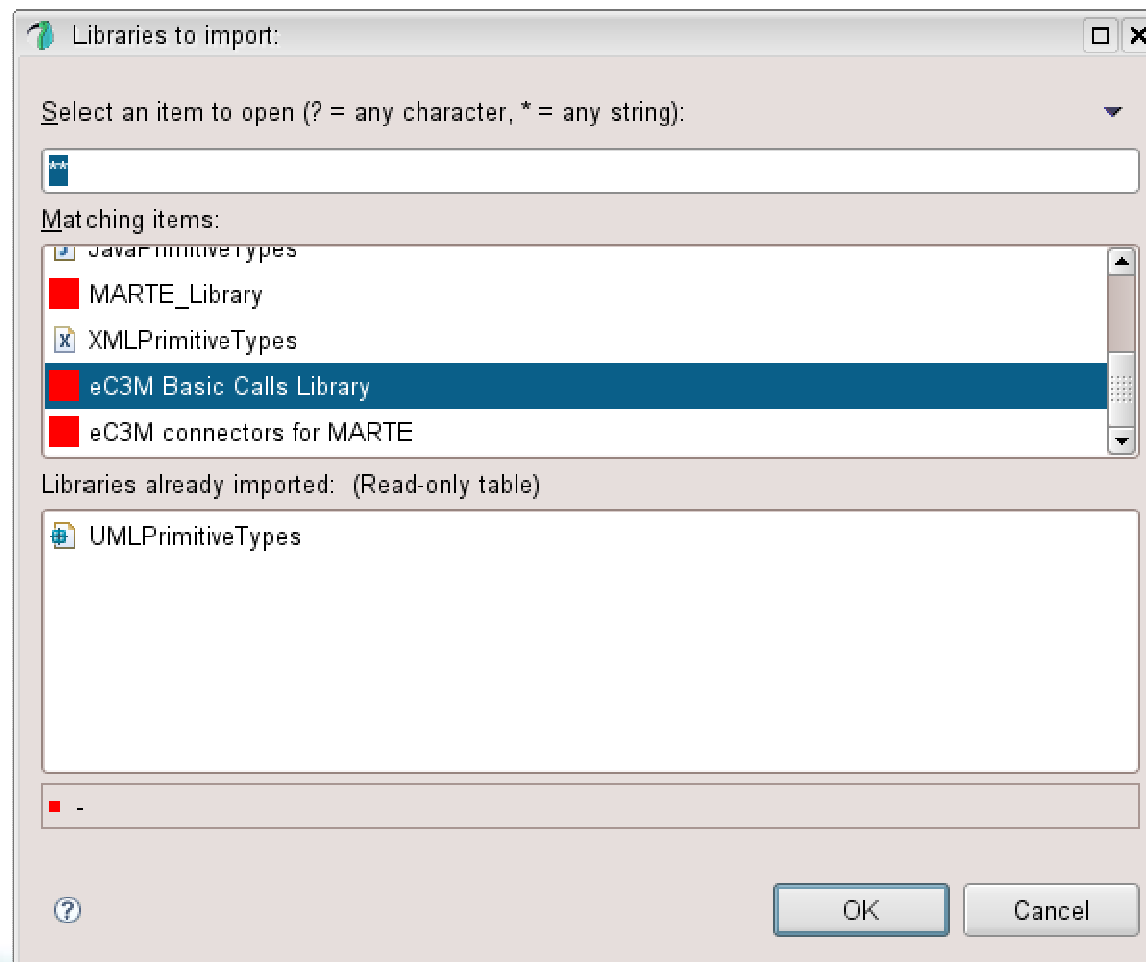 Libraries to import:
Select an item to open (? = any character, * = any string):
**
Matching items:
JavaPrimitiveTypes
MARTE_Library
XMLPrimitiveTypes
eC3M Basic Calls Library
eC3M connectors for MARTE
Libraries already imported: (Read-only table)
UMLPrimitiveTypes
-
OK Cancel